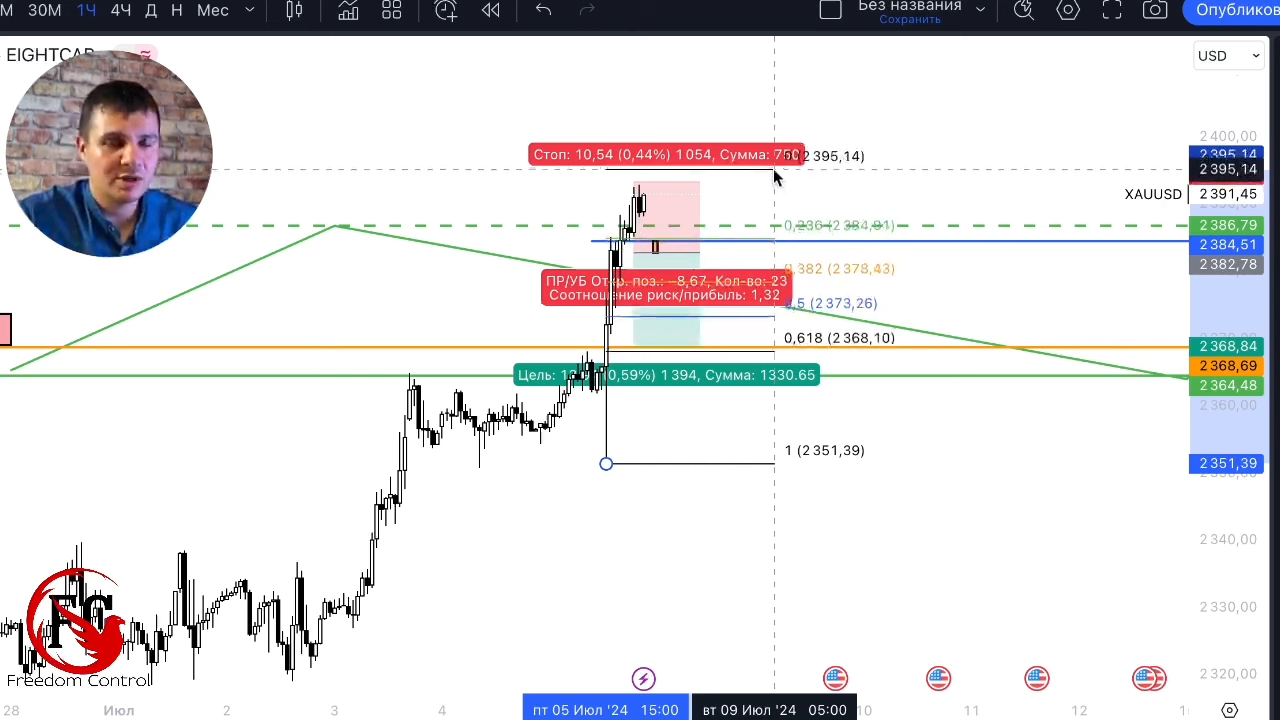 М 30М 1Ч 4Ч Д Н Мес
Без названия
Сохранить
Опубликов
EIGHTCAP
USD
2 400,00
Стоп: 10,54 (0,44%) 1 054, Сумма: 750
(2 395,14)
2 395,14
2 395,14
XAUUSD
2 391,45
0,236 (2 384,81)
2 386,79
2 384,51
0,382 (2 378,43)
2 382,78
ПР/УБ Откр. поз.: −8,67, Кол-во: 23
Соотношение риск/прибыль: 1,32
0,5 (2 373,26)
0,618 (2 368,10)
2 368,84
2 368,69
Цель: (0,59%) 1 394, Сумма: 1330.65
2 364,48
2 360,00
1 (2 351,39)
2 351,39
2 340,00
2 330,00
2 320,00
FC
Freedom Control
28 Июл 2 3 4 пт 05 Июл '24 15:00 вт 09 Июл '24 05:00 10 11 12